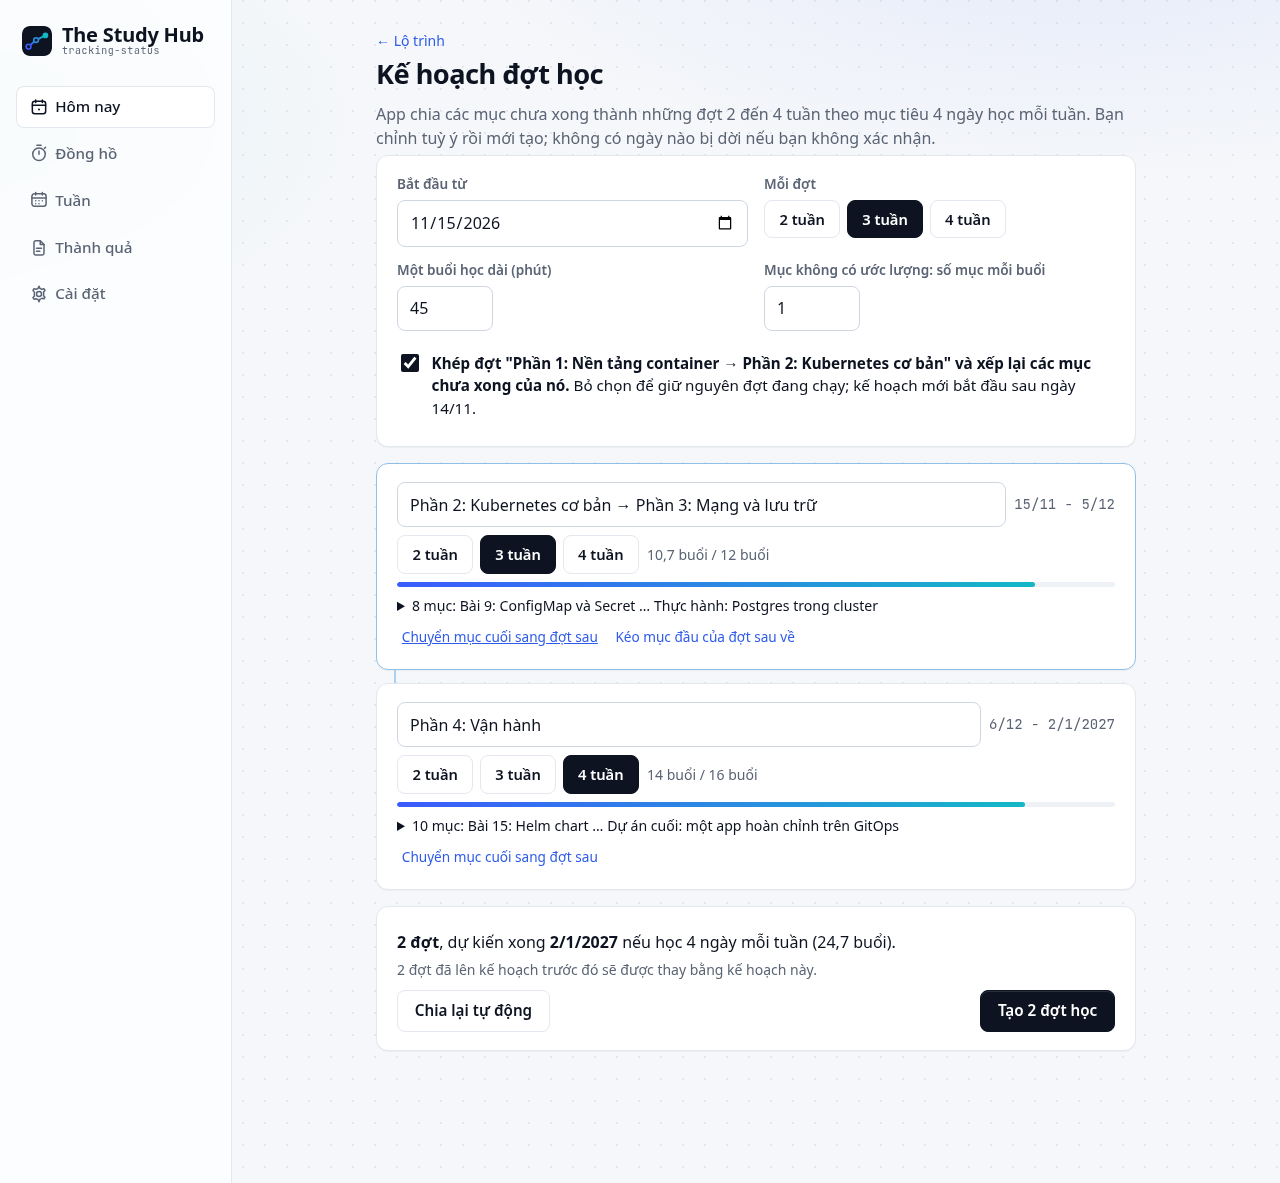 The Study Hub
tracking-status
Hôm nay
Đồng hồ
Tuần
Thành quả
Cài đặt
← Lộ trình
Kế hoạch đợt học
App chia các mục chưa xong thành những đợt 2 đến 4 tuần theo mục tiêu 4 ngày học mỗi tuần. Bạn
chỉnh tuỳ ý rồi mới tạo; không có ngày nào bị dời nếu bạn không xác nhận.
Bắt đầu từ
11/15/2026
Mỗi đợt
2 tuần
3 tuần
4 tuần
Một buổi học dài (phút)
45
Mục không có ước lượng: số mục mỗi buổi
1
Khép đợt "Phần 1: Nền tảng container → Phần 2: Kubernetes cơ bản" và xếp lại các mục
chưa xong của nó. Bỏ chọn để giữ nguyên đợt đang chạy; kế hoạch mới bắt đầu sau ngày
14/11.
Phần 2: Kubernetes cơ bản → Phần 3: Mạng và lưu trữ
15/11 - 5/12
2 tuần
3 tuần
4 tuần
10,7 buổi / 12 buổi
8 mục: Bài 9: ConfigMap và Secret ... Thực hành: Postgres trong cluster
Chuyển mục cuối sang đợt sau
Kéo mục đầu của đợt sau về
Phần 4: Vận hành
6/12 - 2/1/2027
2 tuần
3 tuần
4 tuần
14 buổi / 16 buổi
10 mục: Bài 15: Helm chart ... Dự án cuối: một app hoàn chỉnh trên GitOps
Chuyển mục cuối sang đợt sau
2 đợt, dự kiến xong 2/1/2027 nếu học 4 ngày mỗi tuần (24,7 buổi).
2 đợt đã lên kế hoạch trước đó sẽ được thay bằng kế hoạch này.
Chia lại tự động
Tạo 2 đợt học